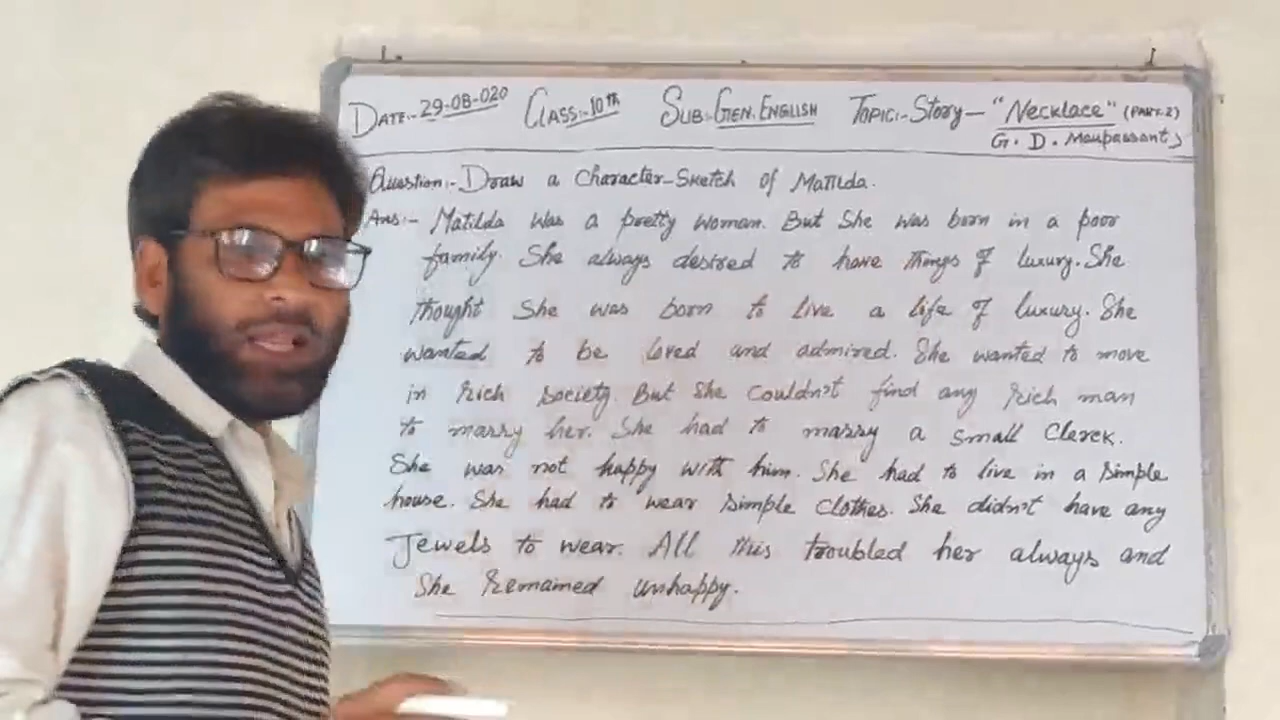 DATE:- 29-08-020 CLASS:- 10th SUB:- GEN. ENGLISH TOPIC:- Story - "NECKLACE" (PART-2)
G. D. Maupassants
Question:- Draw a Character-Sketch of Matilda.
Ans:- Matilda was a pretty woman. But She was born in a poor
family. She always desired to have things of luxury. She
thought She was born to live a life of luxury. She
wanted to be loved and admired. She wanted to move
in rich society. But She couldn't find any rich man
to marry her. She had to marry a small clerck.
She was not happy with him. She had to live in a simple
house. She had to wear simple clothes. She didn't have any
Jewels to wear. All this troubled her always and
She remained unhappy.